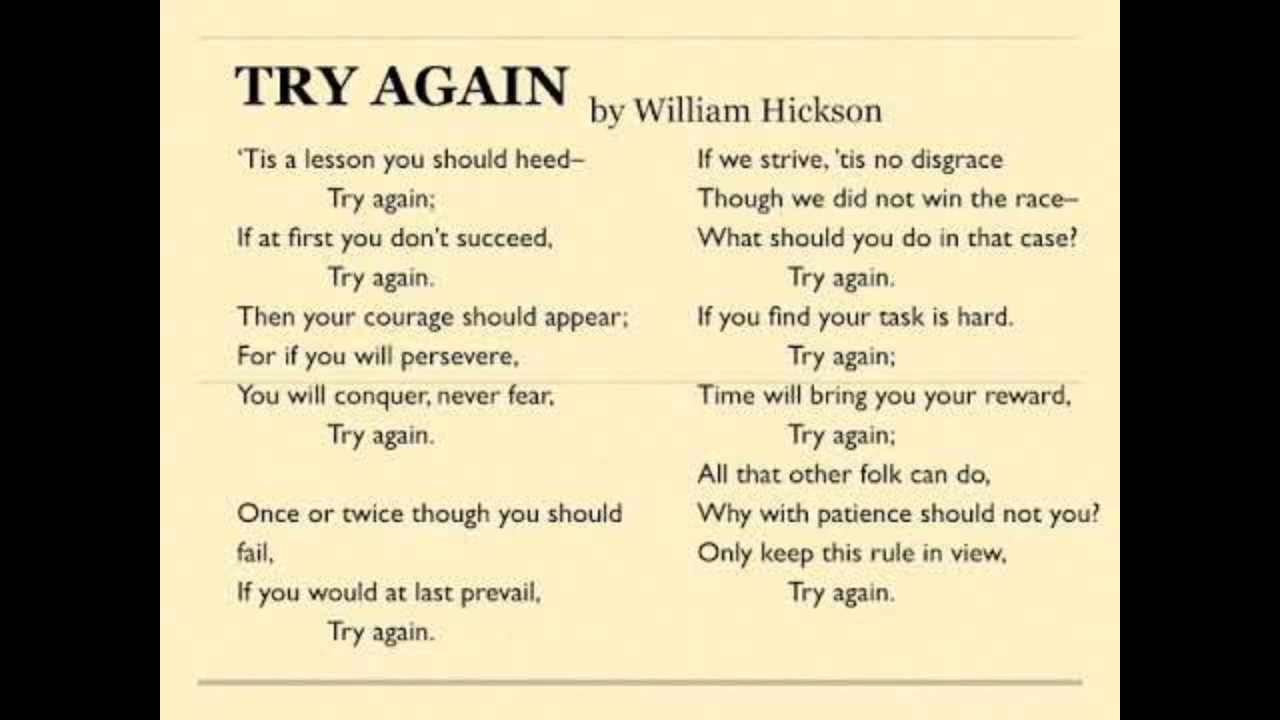 TRY AGAIN by William Hickson
‘Tis a lesson you should heed–
Try again;
If at first you don't succeed,
Try again.
Then your courage should appear;
For if you will persevere,
You will conquer, never fear,
Try again.
Once or twice though you should
fail,
If you would at last prevail,
Try again.
If we strive, 'tis no disgrace
Though we did not win the race–
What should you do in that case?
Try again.
If you find your task is hard.
Try again;
Time will bring you your reward,
Try again;
All that other folk can do,
Why with patience should not you?
Only keep this rule in view,
Try again.